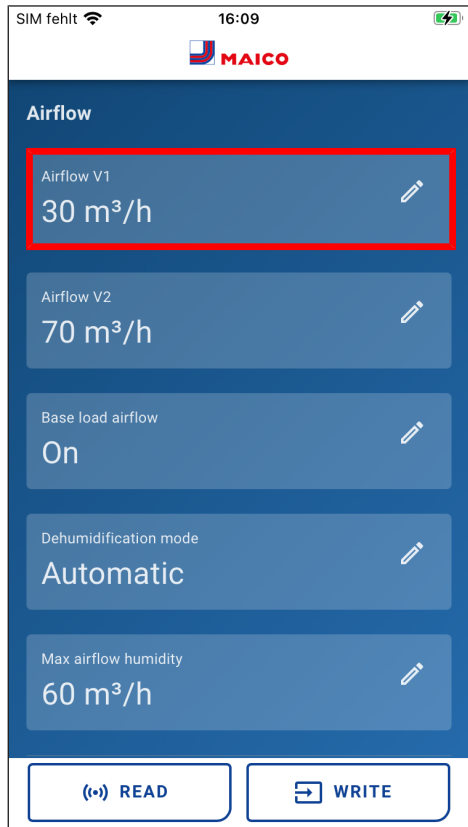 SIM fehlt 16:09
MAICO
Airflow
Airflow V1
30 m³/h
Airflow V2
70 m³/h
Base load airflow
On
Dehumidification mode
Automatic
Max airflow humidity
60 m³/h
READ WRITE